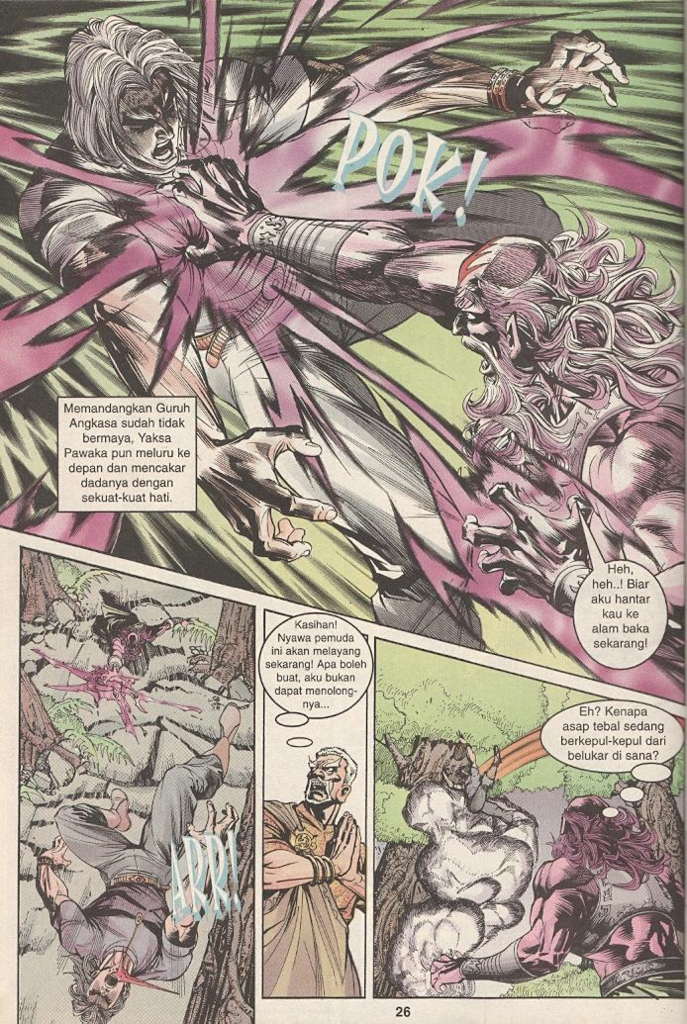 POK!
Memandangkan Guruh
Angkasa sudah tidak
bermaya, Yaksa
Pawaka pun meluru ke
depan dan mencakar
dadanya dengan
sekuat-kuat hati.
Heh,
heh..! Biar
aku hantar
kau ke
alam baka
sekarang!
ARR!
Kasihan!
Nyawa pemuda
ini akan melayang
sekarang! Apa boleh
buat, aku bukan
dapat menolong-
nya...
Eh? Kenapa
asap tebal sedang
berkepul-kepul dari
belukar di sana?
26